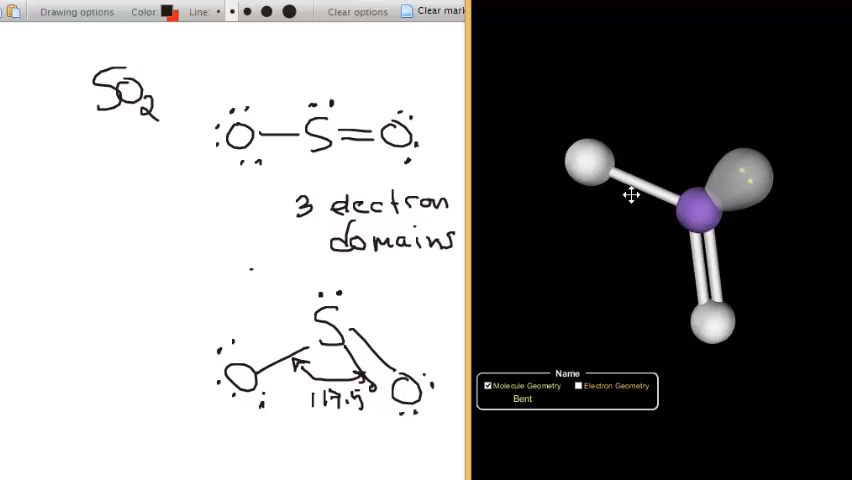 Drawing options Color: Line: Clear options Clear mark
SO2
O S O
3 electron
domains
S
O O
117.5°
Name
Molecule Geometry Electron Geometry
Bent